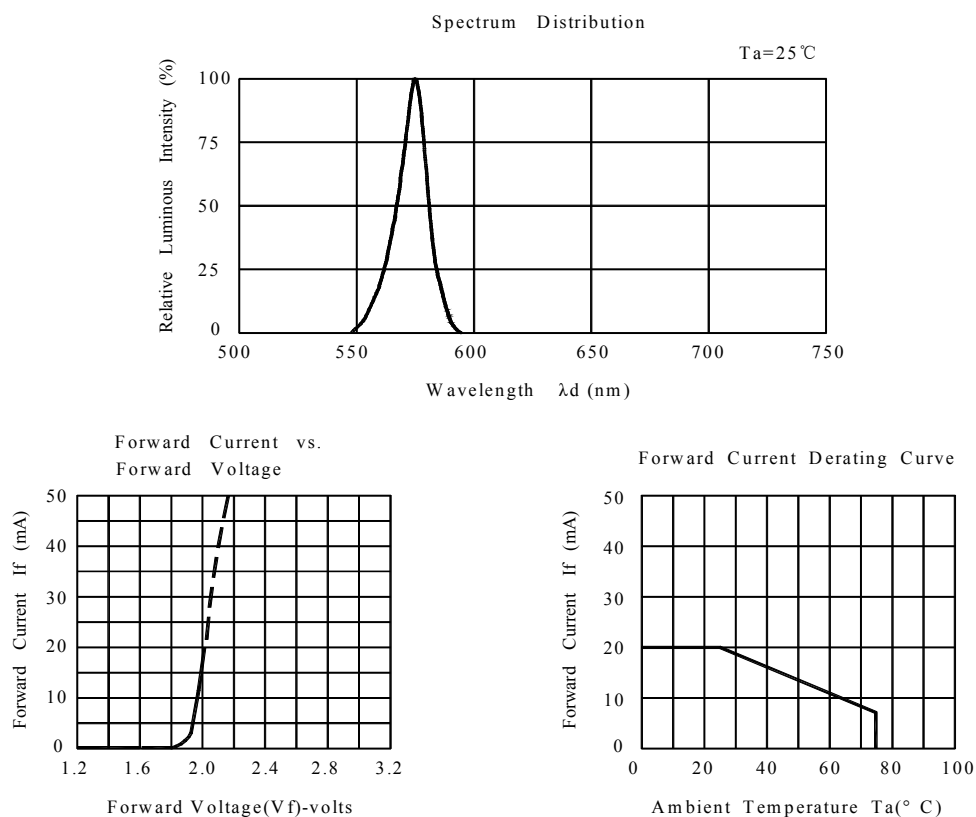 Spectrum Distribution
Ta=25℃
Relative Luminous Intensity (%)
100
75
50
25
0
500 550 600 650 700 750
Wavelength λd (nm)
Forward Current vs.
Forward Voltage
Forward Current If (mA)
50
40
30
20
10
0
1.2 1.6 2.0 2.4 2.8 3.2
Forward Voltage(Vf)-volts
Forward Current Derating Curve
Forward Current If (mA)
50
40
30
20
10
0
0 20 40 60 80 100
Ambient Temperature Ta(° C)